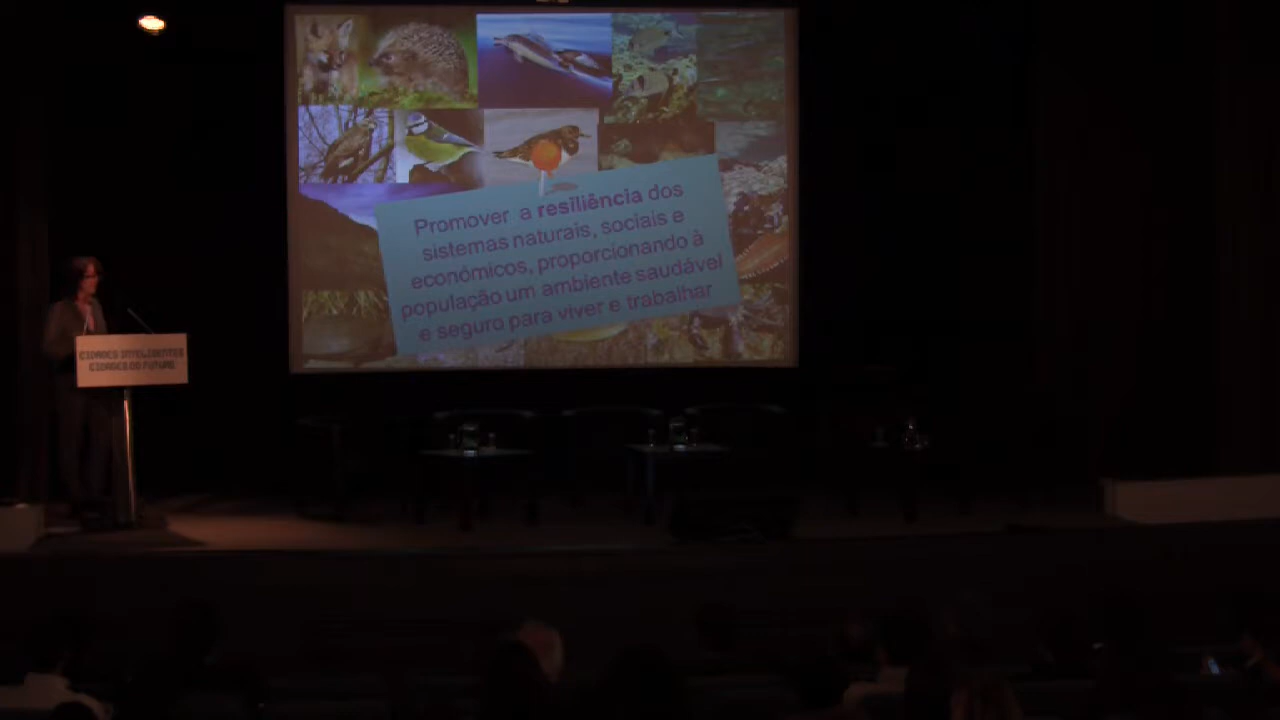 Promover a resiliência dos
sistemas naturais, sociais e
económicos, proporcionando à
população um ambiente saudável
e seguro para viver e trabalhar
CIDADES INTELIGENTES
CIDADES DO FUTURO